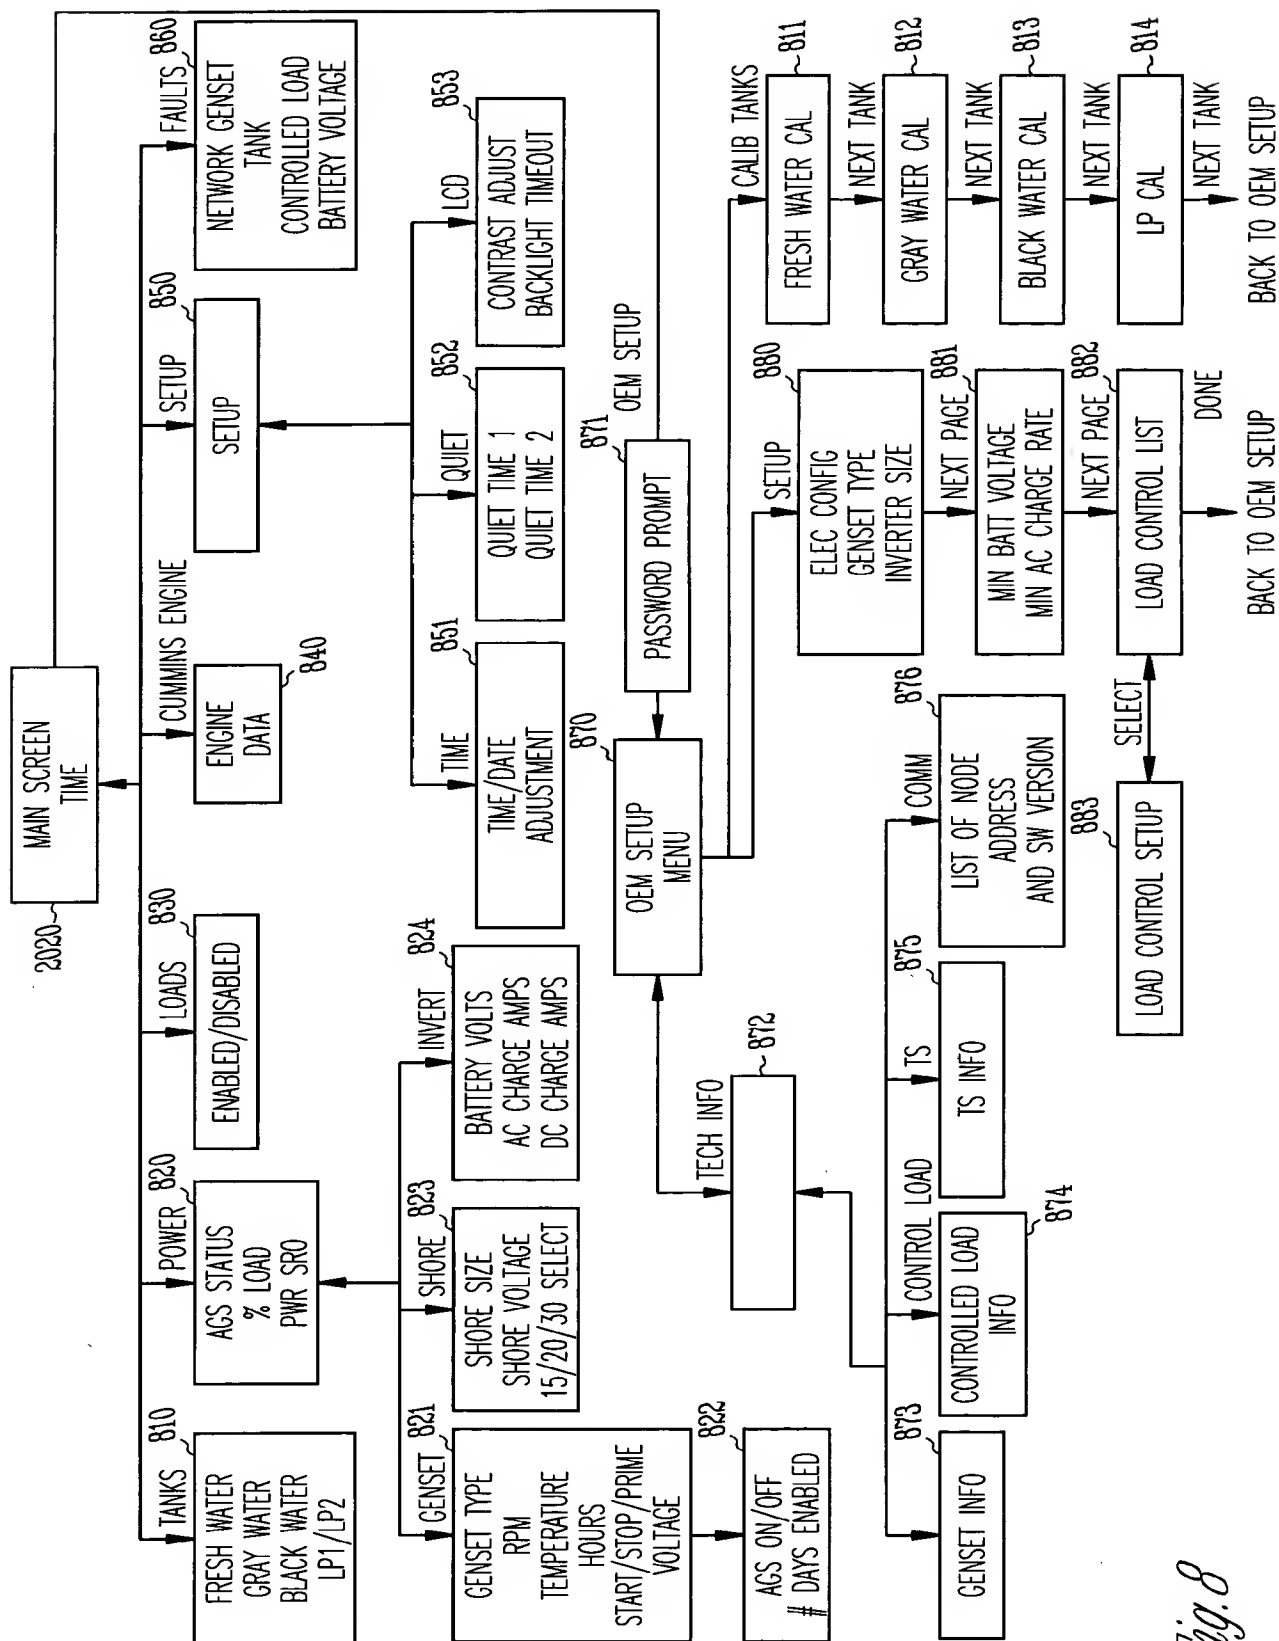 MAIN SCREEN
TIME
2020
TANKS
810
FRESH WATER
GRAY WATER
BLACK WATER
LP1/LP2
POWER
820
AGS STATUS
% LOAD
PWR SRO
LOADS
830
ENABLED/DISABLED
CUMMINS ENGINE
840
ENGINE
DATA
SETUP
850
SETUP
FAULTS
860
NETWORK GENSET
TANK
CONTROLLED LOAD
BATTERY VOLTAGE
GENSET
821
GENSET TYPE
RPM
TEMPERATURE
HOURS
START/STOP/PRIME
VOLTAGE
822
AGS ON/OFF
# DAYS ENABLED
SHORE
823
SHORE SIZE
SHORE VOLTAGE
15/20/30 SELECT
INVERT
824
BATTERY VOLTS
AC CHARGE AMPS
DC CHARGE AMPS
TIME
851
TIME/DATE
ADJUSTMENT
QUIET
852
QUIET TIME 1
QUIET TIME 2
LCD
853
CONTRAST ADJUST
BACKLIGHT TIMEOUT
OEM SETUP
871
PASSWORD PROMPT
870
OEM SETUP
MENU
TECH INFO
872
873
GENSET INFO
CONTROL LOAD
CONTROLLED LOAD
INFO
874
TS
875
TS INFO
COMM
876
LIST OF NODE
ADDRESS
AND SW VERSION
SETUP
880
ELEC CONFIG
GENSET TYPE
INVERTER SIZE
NEXT PAGE
881
MIN BATT VOLTAGE
MIN AC CHARGE RATE
NEXT PAGE
882
LOAD CONTROL LIST
SELECT
883
LOAD CONTROL SETUP
DONE
BACK TO OEM SETUP
CALIB TANKS
811
FRESH WATER CAL
NEXT TANK
812
GRAY WATER CAL
NEXT TANK
813
BLACK WATER CAL
NEXT TANK
814
LP CAL
NEXT TANK
BACK TO OEM SETUP
Fig. 8